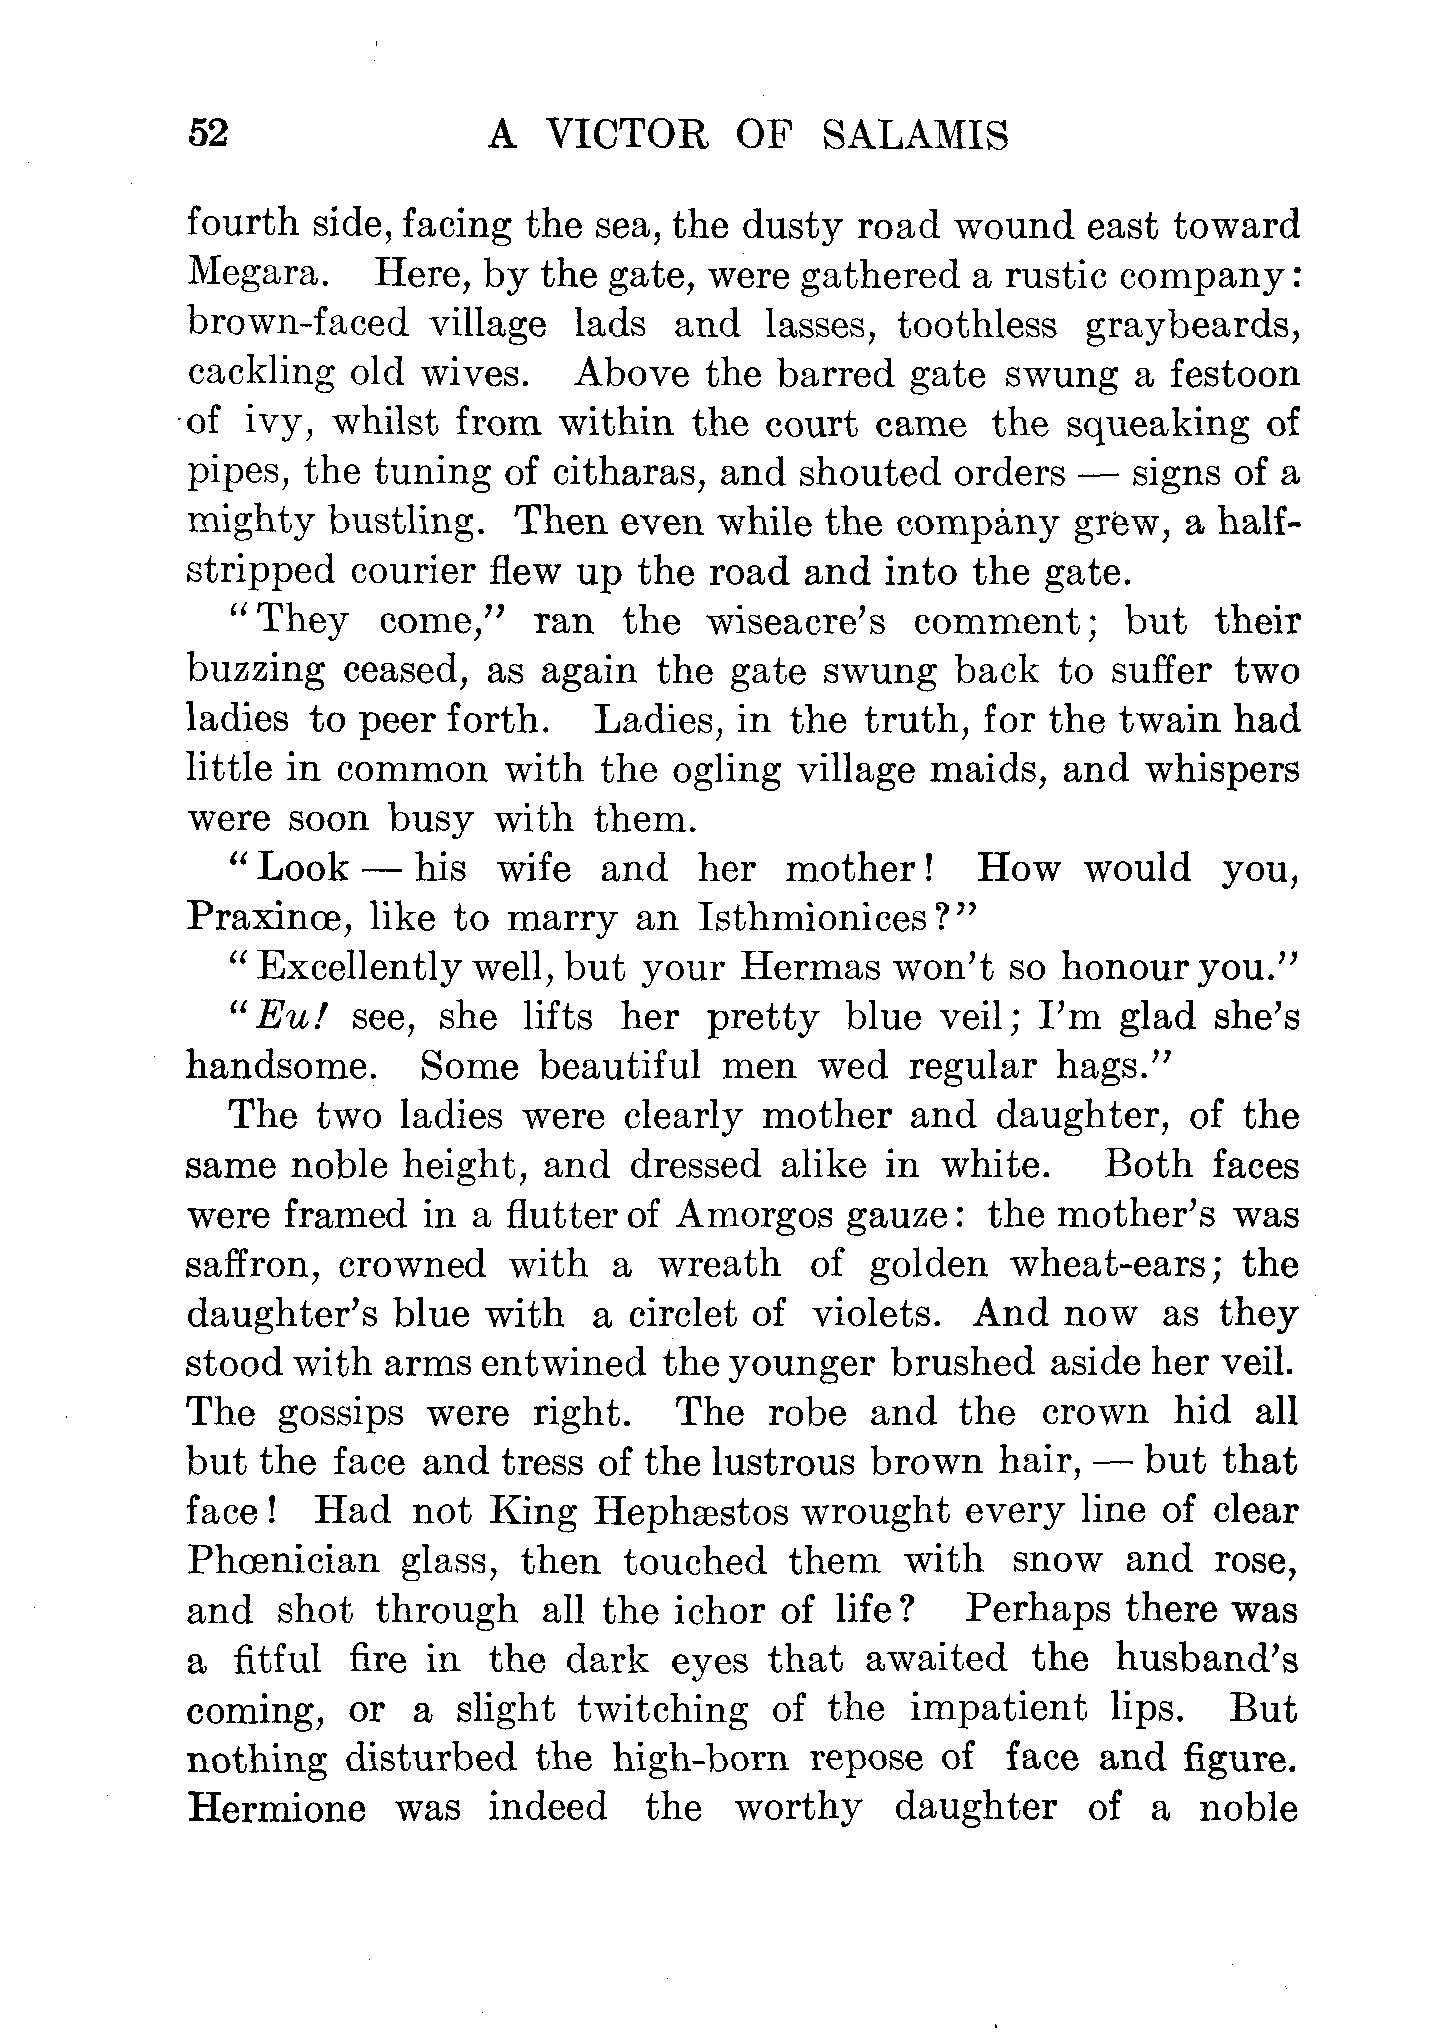 52 A VICTOR OF SALAMIS
fourth side, facing the sea, the dusty road wound east toward
Megara. Here, by the gate, were gathered a rustic company:
brown-faced village lads and lasses, toothless graybeards,
cackling old wives. Above the barred gate swung a festoon
of ivy, whilst from within the court came the squeaking of
pipes, the tuning of citharas, and shouted orders — signs of a
mighty bustling. Then even while the company grew, a half-
stripped courier flew up the road and into the gate.
"They come," ran the wiseacre's comment; but their
buzzing ceased, as again the gate swung back to suffer two
ladies to peer forth. Ladies, in the truth, for the twain had
little in common with the ogling village maids, and whispers
were soon busy with them.
"Look — his wife and her mother! How would you,
Praxinœ, like to marry an Isthmionices?"
"Excellently well, but your Hermas won't so honour you."
"Eu! see, she lifts her pretty blue veil; I'm glad she's
handsome. Some beautiful men wed regular hags."
The two ladies were clearly mother and daughter, of the
same noble height, and dressed alike in white. Both faces
were framed in a flutter of Amorgos gauze: the mother's was
saffron, crowned with a wreath of golden wheat-ears; the
daughter's blue with a circlet of violets. And now as they
stood with arms entwined the younger brushed aside her veil.
The gossips were right. The robe and the crown hid all
but the face and tress of the lustrous brown hair, — but that
face! Had not King Hephæstos wrought every line of clear
Phœnician glass, then touched them with snow and rose,
and shot through all the ichor of life? Perhaps there was
a fitful fire in the dark eyes that awaited the husband's
coming, or a slight twitching of the impatient lips. But
nothing disturbed the high-born repose of face and figure.
Hermione was indeed the worthy daughter of a noble